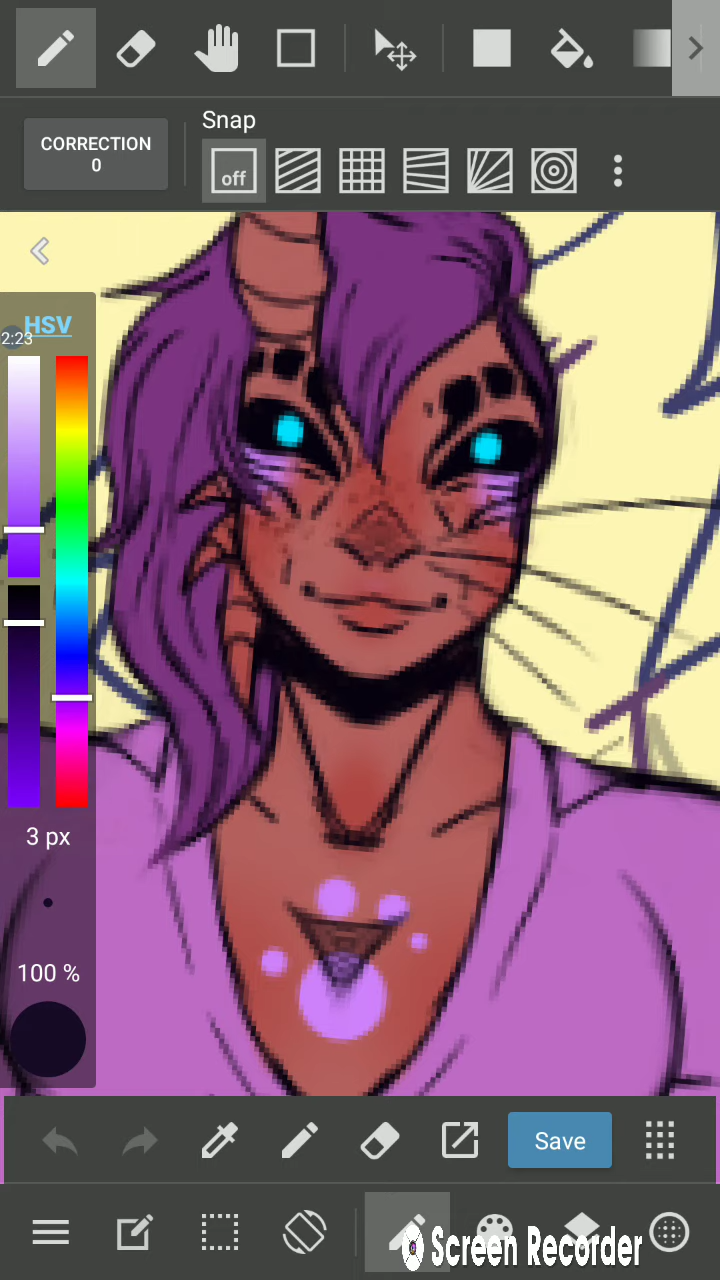 CORRECTION
0
Snap
off
HSV
2:23
3 px
100 %
Save
Screen Recorder